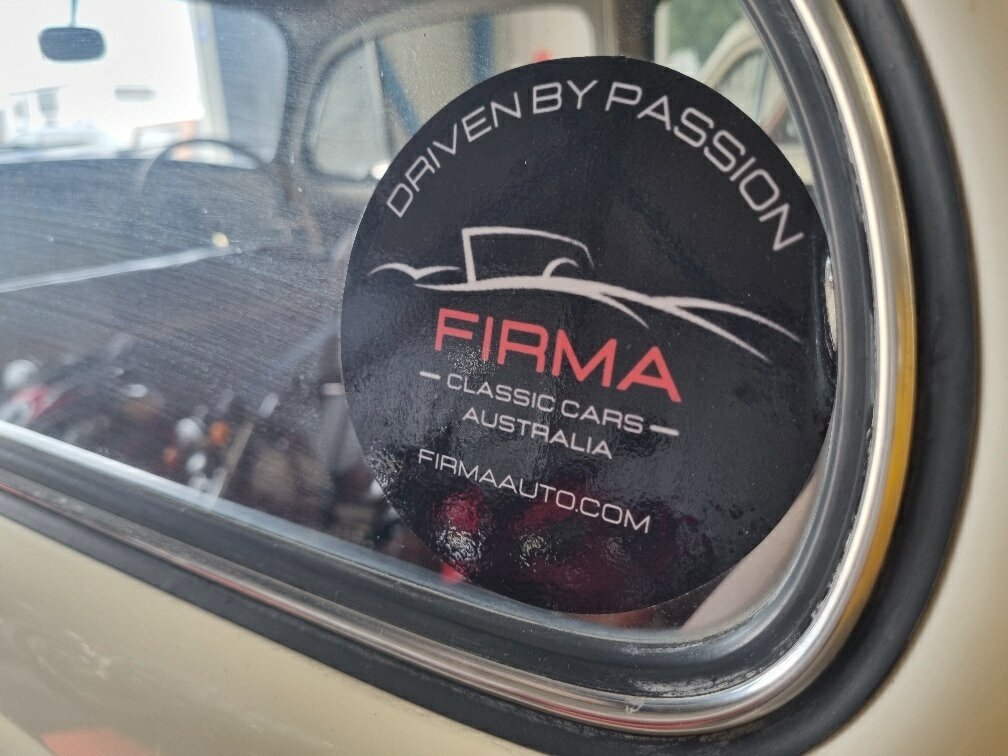 DRIVEN BY PASSION
FIRMA
CLASSIC CARS
AUSTRALIA
FIRMAAUTO.COM